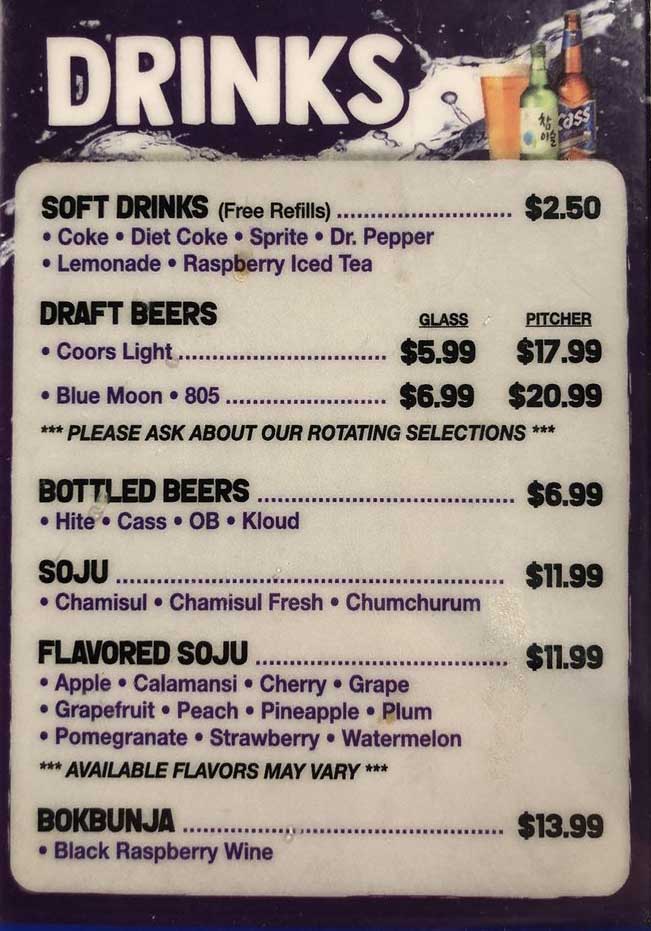 DRINKS
참이슬
Cass
SOFT DRINKS (Free Refills) ........................... $2.50
• Coke • Diet Coke • Sprite • Dr. Pepper
• Lemonade • Raspberry Iced Tea
DRAFT BEERS GLASS PITCHER
• Coors Light ................................ $5.99 $17.99
• Blue Moon • 805 ........................ $6.99 $20.99
*** PLEASE ASK ABOUT OUR ROTATING SELECTIONS ***
BOTTLED BEERS ....................................... $6.99
• Hite • Cass • OB • Kloud
SOJU ........................................................... $11.99
• Chamisul • Chamisul Fresh • Chumchurum
FLAVORED SOJU ...................................... $11.99
• Apple • Calamansi • Cherry • Grape
• Grapefruit • Peach • Pineapple • Plum
• Pomegranate • Strawberry • Watermelon
*** AVAILABLE FLAVORS MAY VARY ***
BOKBUNJA ................................................ $13.99
• Black Raspberry Wine